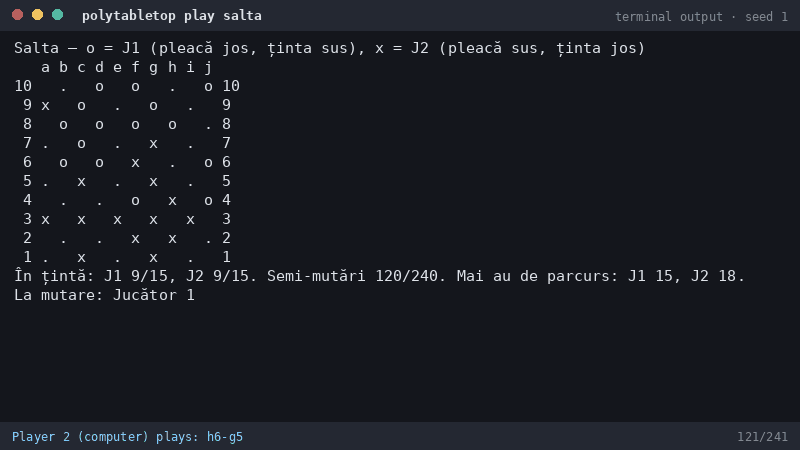 polytabletop play salta
terminal output · seed 1
Salta — o = J1 (pleacă jos, ținta sus), x = J2 (pleacă sus, ținta jos)
   a b c d e f g h i j
10   .   o   o   .   o 10
 9 x   o   .   o   .   9
 8   o   o   o   o   . 8
 7 .   o   .   x   .   7
 6   o   o   x   .   o 6
 5 .   x   .   x   .   5
 4   .   .   o   x   o 4
 3 x   x   x   x   x   3
 2   .   .   x   x   . 2
 1 .   x   .   x   .   1
În țintă: J1 9/15, J2 9/15. Semi-mutări 120/240. Mai au de parcurs: J1 15, J2 18.
La mutare: Jucător 1
Player 2 (computer) plays: h6-g5
121/241